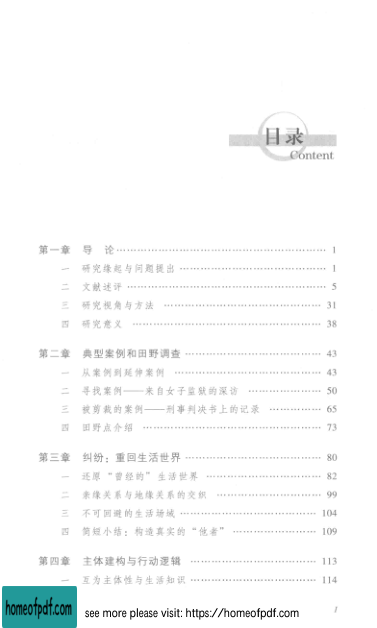 目录
Content
第一章 导 论 …………………………………………… 1
一 研究缘起与问题提出 …………………………… 1
二 文献述评 ………………………………………… 5
三 研究视角与方法 ………………………………… 31
四 研究意义 ………………………………………… 38
第二章 典型案例和田野调查 ………………………… 43
一 从案例到延伸案例 ……………………………… 43
二 寻找案例——来自女子监狱的深访 …………… 50
三 被剪裁的案例——刑事判决书上的记录 ……… 65
四 田野点介绍 ……………………………………… 73
第三章 纠纷：重回生活世界 ………………………… 80
一 还原“曾经的”生活世界 ……………………… 82
二 亲缘关系与地缘关系的交织 …………………… 99
三 不可回避的生活场域 …………………………… 104
四 简短小结：构造真实的“他者” ……………… 109
第四章 主体建构与行动逻辑 ………………………… 113
一 互为主体性与生活知识 ………………………… 114
1
homeofpdf.com
see more please visit: https://homeofpdf.com